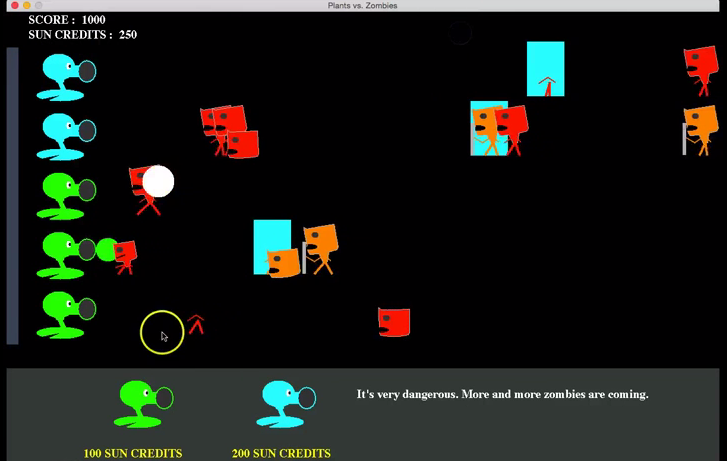 Plants vs. Zombies
SCORE : 1000
SUN CREDITS : 250
It's very dangerous. More and more zombies are coming.
100 SUN CREDITS
200 SUN CREDITS